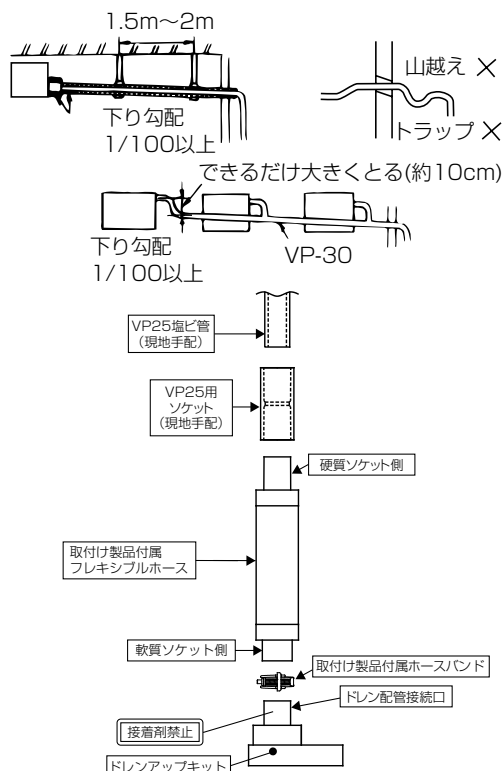 1.5m～2m
下り勾配
1/100以上
山越え ×
トラップ ×
できるだけ大きくとる(約10cm)
下り勾配
1/100以上
VP-30
VP25塩ビ管
(現地手配)
VP25用
ソケット
(現地手配)
硬質ソケット側
取付け製品付属
フレキシブルホース
軟質ソケット側
取付け製品付属ホースバンド
ドレン配管接続口
接着剤禁止
ドレンアップキット